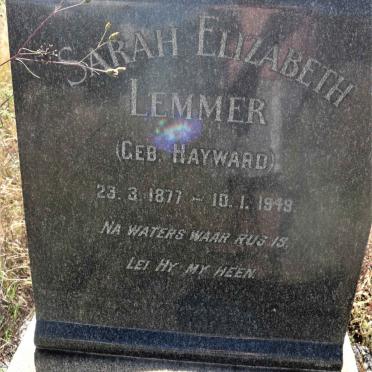 SARAH ELIZABETH
LEMMER
(GEB. HAYWARD)
23. 3. 1877 - 10. 1. 1949.
NA WATERS WAAR RUS IS,
LEI HY MY HEEN.